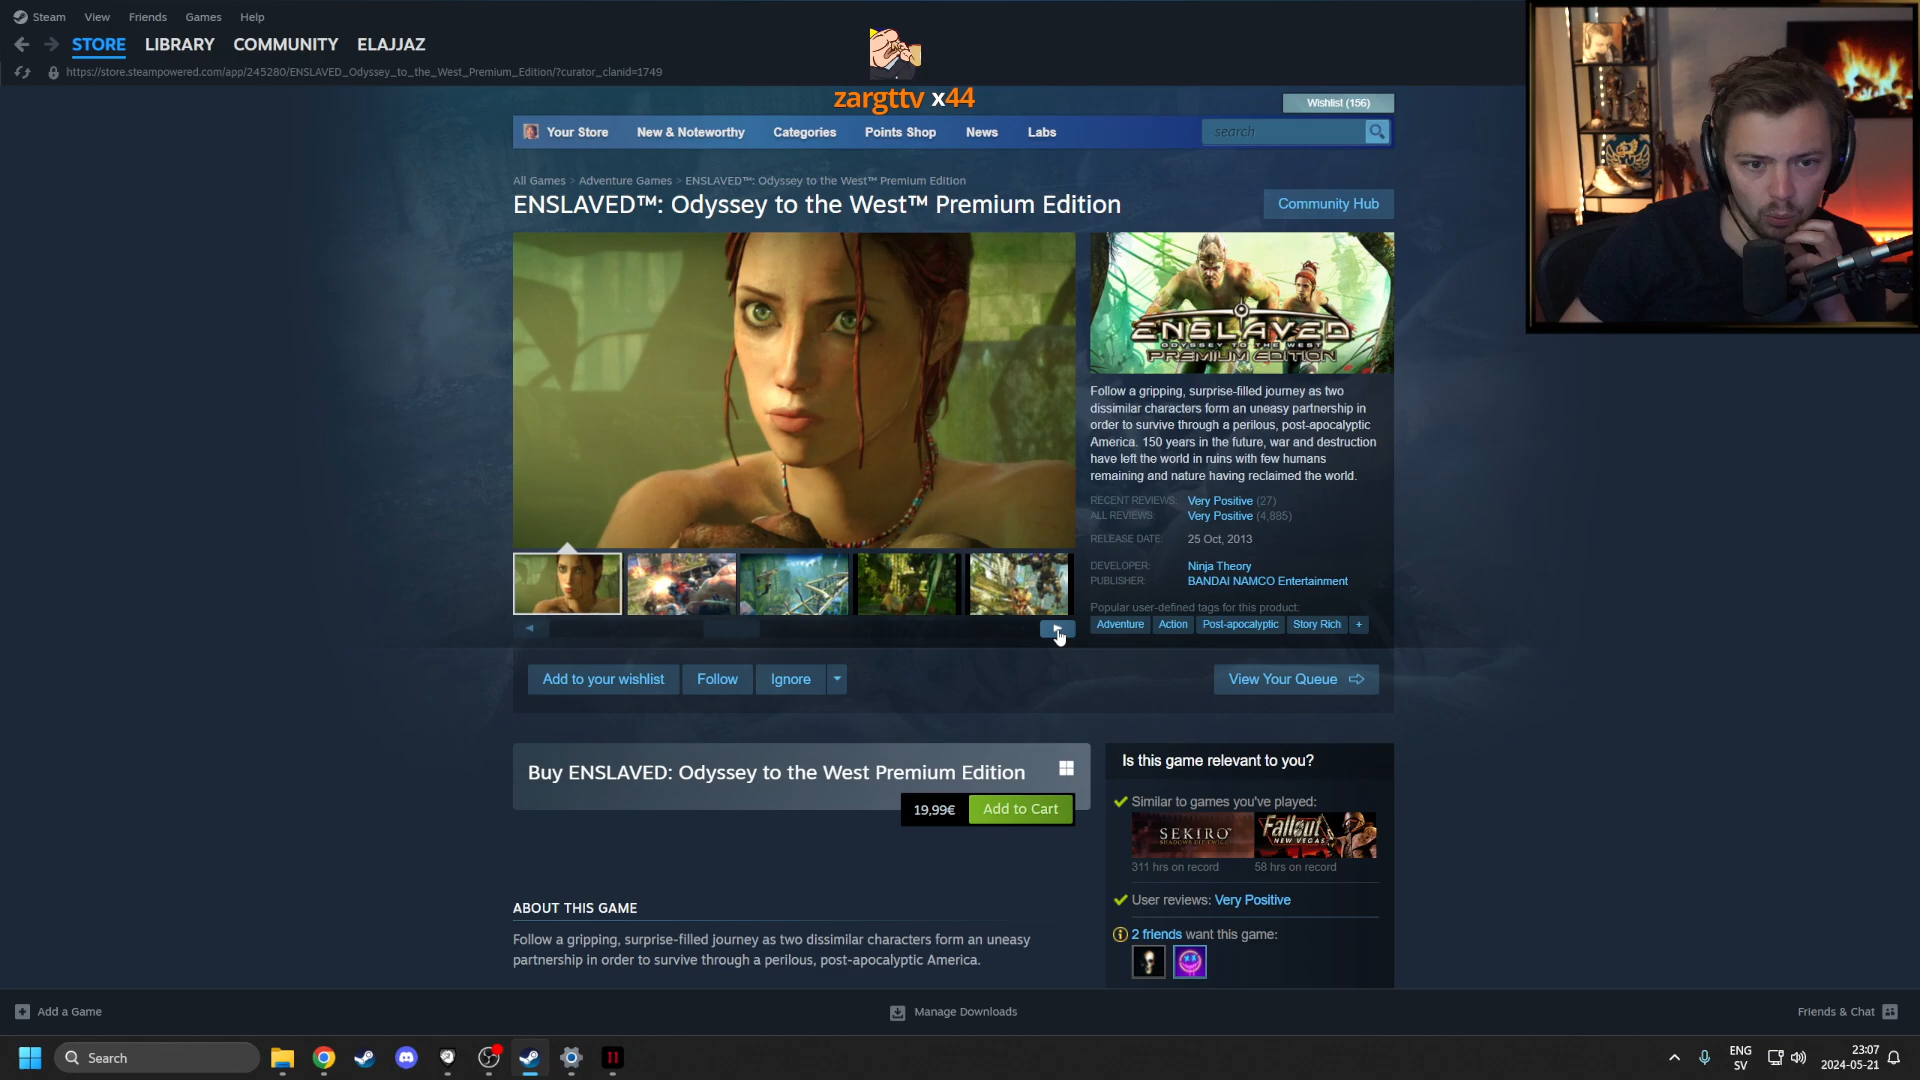 Steam View Friends Games Help
STORE LIBRARY COMMUNITY ELAJJAZ
https://store.steampowered.com/app/245280/ENSLAVED_Odyssey_to_the_West_Premium_Edition/?curator_clanid=1749
zargttv x44
Wishlist (156)
Your Store New & Noteworthy Categories Points Shop News Labs search
All Games > Adventure Games > ENSLAVED™: Odyssey to the West™ Premium Edition
ENSLAVED™: Odyssey to the West™ Premium Edition
Community Hub
ENSLAVED
ODYSSEY TO THE WEST
PREMIUM EDITION
Follow a gripping, surprise-filled journey as two
dissimilar characters form an uneasy partnership in
order to survive through a perilous, post-apocalyptic
America. 150 years in the future, war and destruction
have left the world in ruins with few humans
remaining and nature having reclaimed the world.
RECENT REVIEWS: Very Positive (27)
ALL REVIEWS: Very Positive (4,885)
RELEASE DATE: 25 Oct, 2013
DEVELOPER: Ninja Theory
PUBLISHER: BANDAI NAMCO Entertainment
Popular user-defined tags for this product:
Adventure Action Post-apocalyptic Story Rich +
Add to your wishlist Follow Ignore
View Your Queue
Buy ENSLAVED: Odyssey to the West Premium Edition
19,99€ Add to Cart
ABOUT THIS GAME
Follow a gripping, surprise-filled journey as two dissimilar characters form an uneasy
partnership in order to survive through a perilous, post-apocalyptic America.
Is this game relevant to you?
Similar to games you've played:
SEKIRO
SHADOWS DIE TWICE
Fallout
NEW VEGAS
311 hrs on record 58 hrs on record
User reviews: Very Positive
2 friends want this game:
Add a Game
Manage Downloads
Friends & Chat
Search
ENG
SV
23:07
2024-05-21